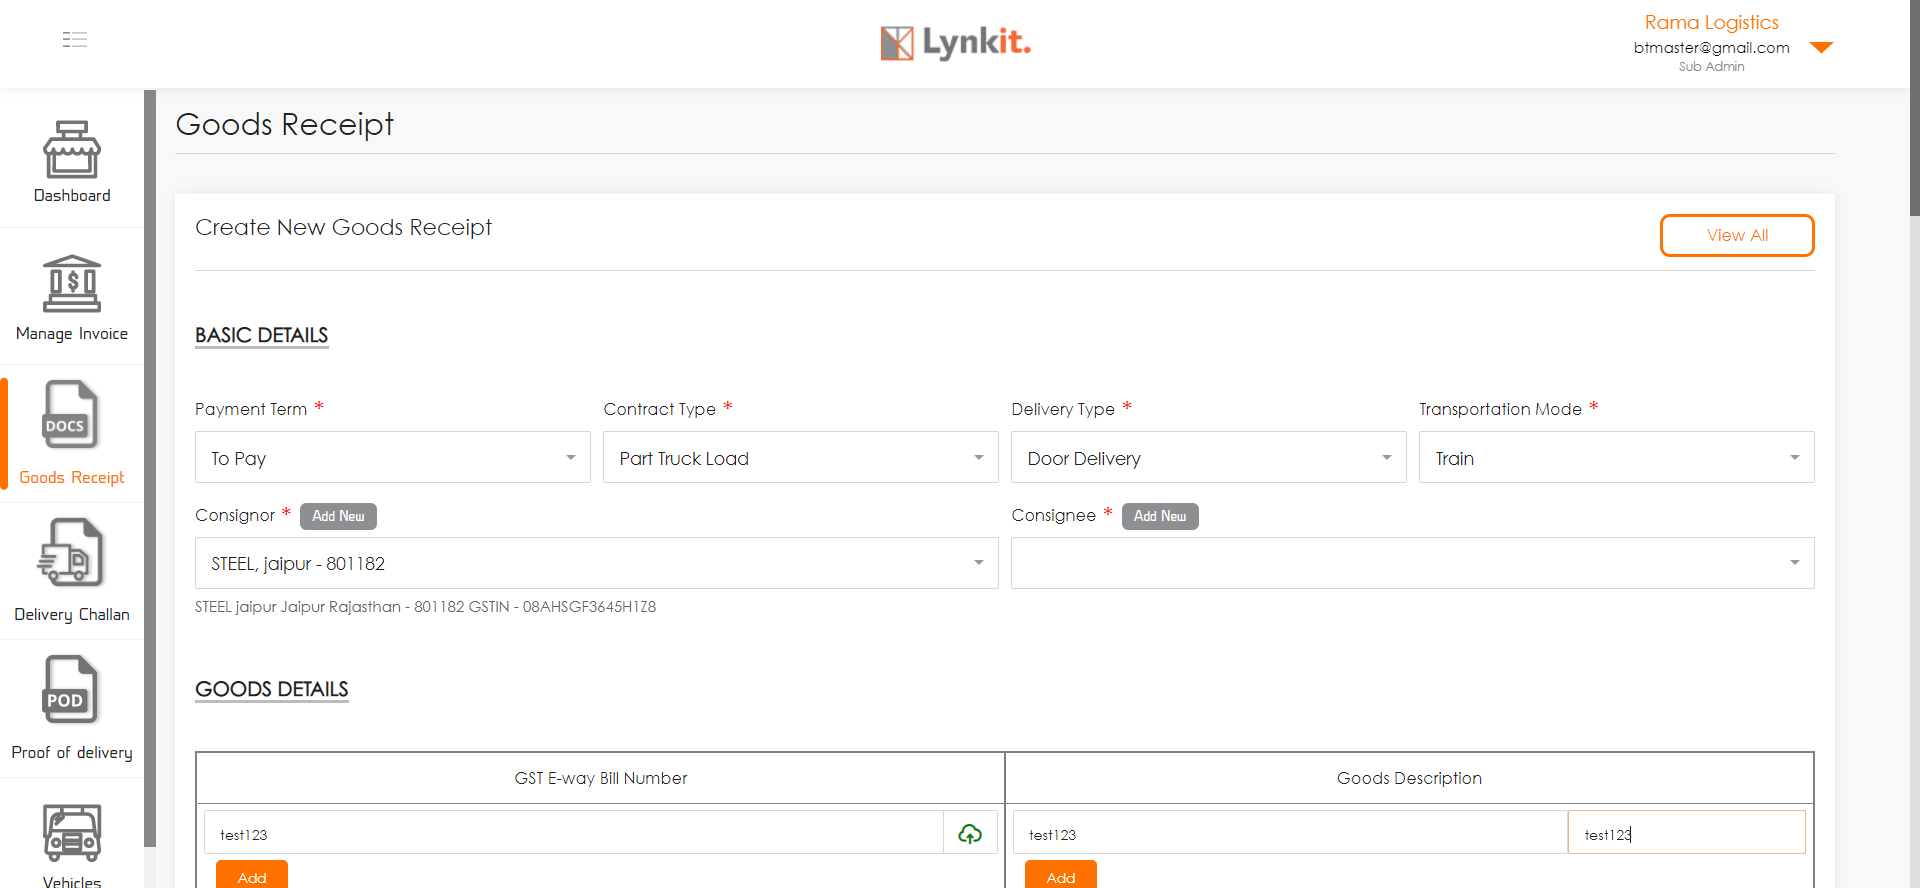 Lynkit.
Rama Logistics
btmaster@gmail.com
Sub Admin
Dashboard
Manage Invoice
DOCS
Goods Receipt
Delivery Challan
POD
Proof of delivery
Vehicles
Goods Receipt
Create New Goods Receipt
View All
BASIC DETAILS
Payment Term *
Contract Type *
Delivery Type *
Transportation Mode *
To Pay
Part Truck Load
Door Delivery
Train
Consignor * Add New
Consignee * Add New
STEEL, jaipur - 801182
STEEL jaipur Jaipur Rajasthan - 801182 GSTIN - 08AHSGF3645H1Z8
GOODS DETAILS
GST E-way Bill Number
Goods Description
test123
test123
test123
Add
Add